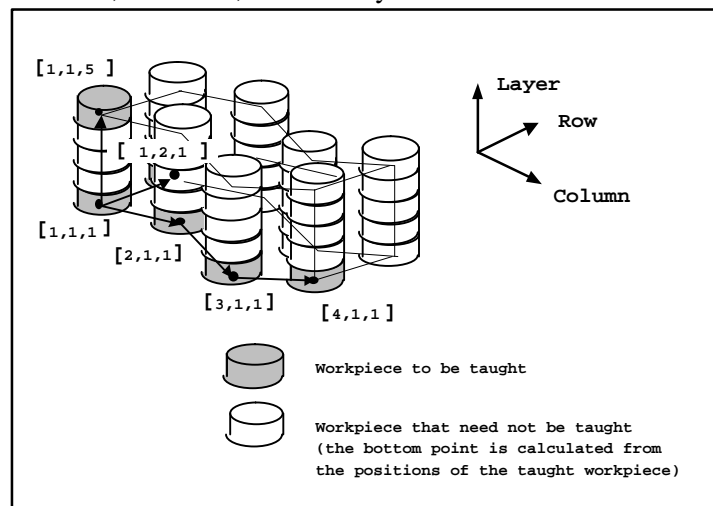 [1,1,5 ]
Layer
Row
Column
[ 1,2,1 ]
[1,1,1 ]
[2,1,1]
[3,1,1 ]
[4,1,1 ]
Workpiece to be taught
Workpiece that need not be taught
(the bottom point is calculated from
the positions of the taught workpiece)